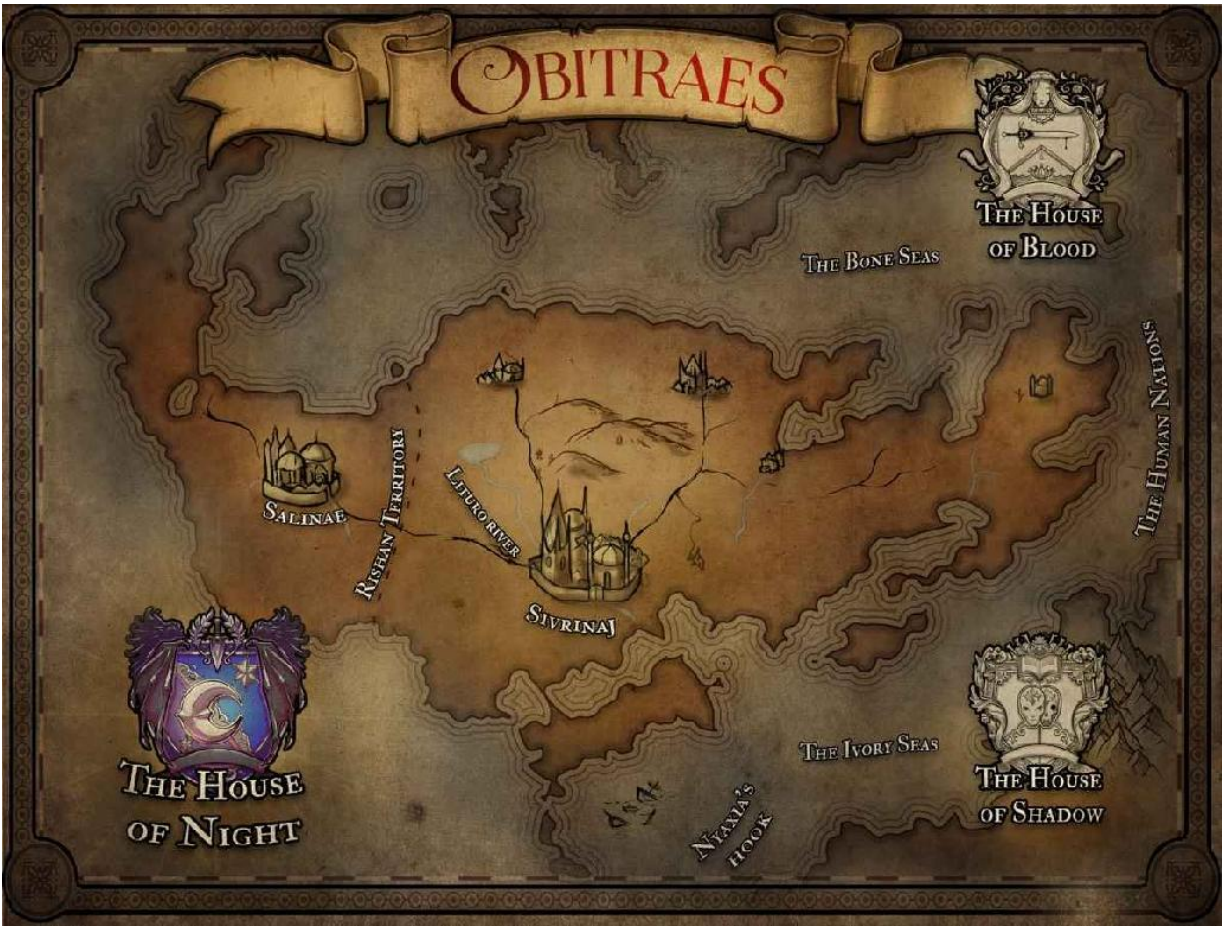 OBITRAES
THE HOUSE
OF BLOOD
THE BONE SEAS
THE HUMAN NATIONS
SALINAE
RISHAN TERRITORY
LITURO RIVER
SIVRINAJ
THE HOUSE
OF NIGHT
THE IVORY SEAS
THE HOUSE
OF SHADOW
NYAXIA'S
HOOK